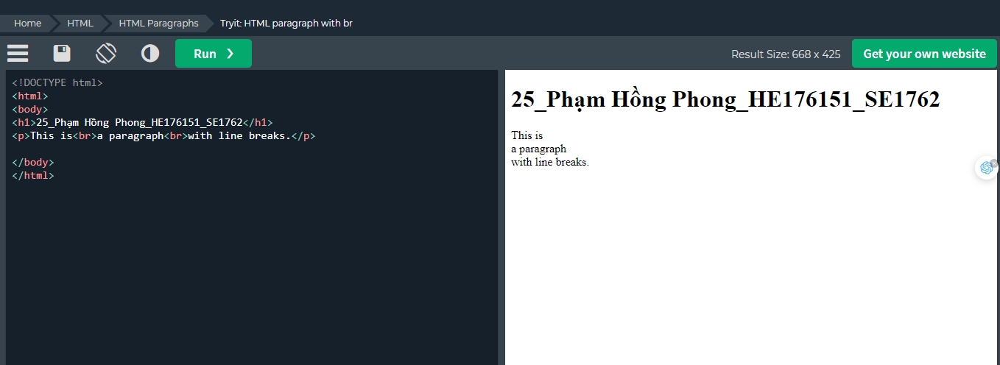 Home HTML HTML Paragraphs Tryit: HTML paragraph with br
Run ❯ Result Size: 668 x 425 Get your own website
<!DOCTYPE html>
<html>
<body>
<h1>25_Phạm Hồng Phong_HE176151_SE1762</h1>
<p>This is<br>a paragraph<br>with line breaks.</p>
</body>
</html>
25_Phạm Hồng Phong_HE176151_SE1762
This is
a paragraph
with line breaks.